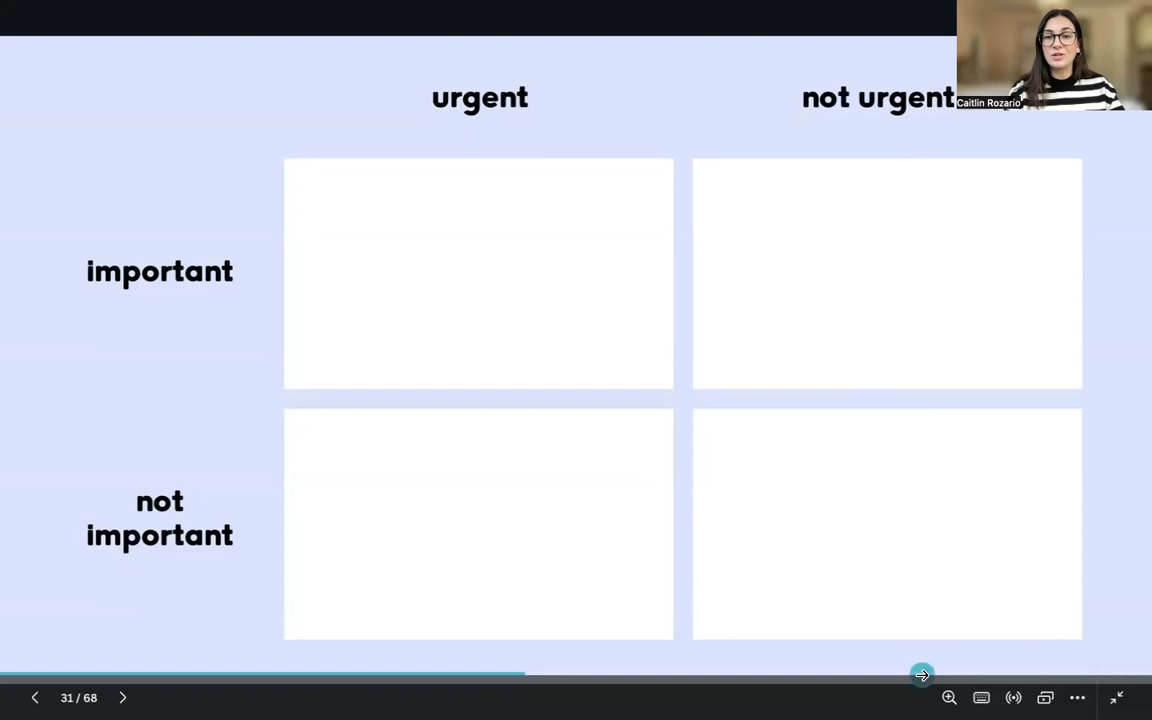 urgent
not urgent
Caitlin Rozario
important
not
important
31 / 68